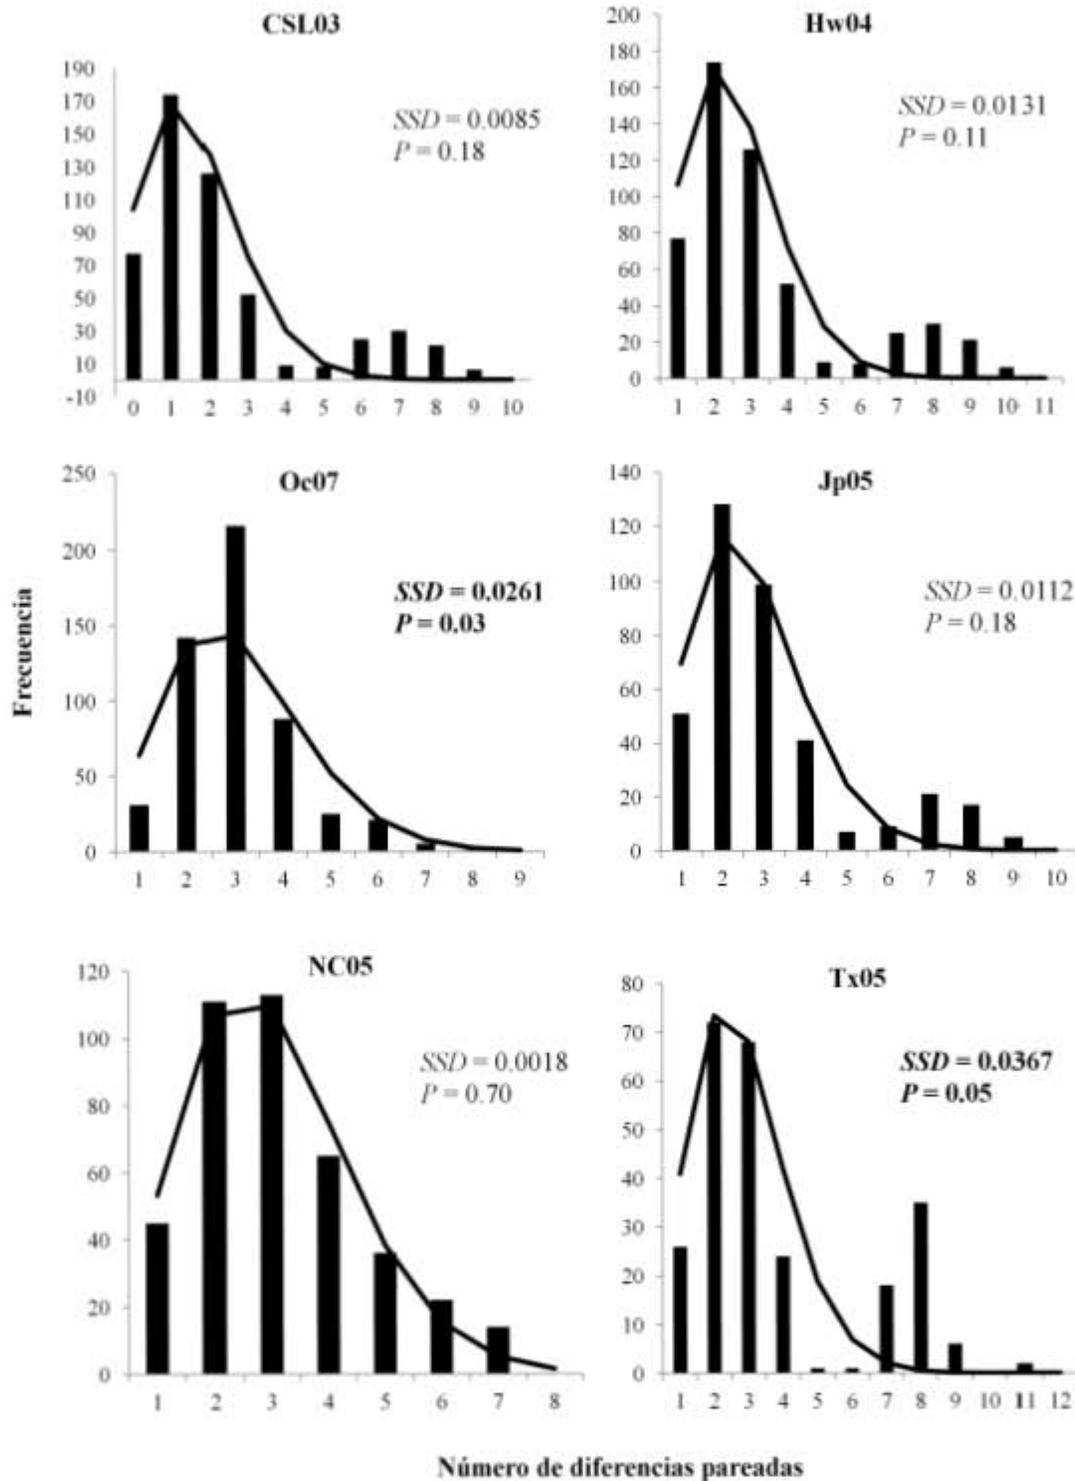 CSL03
190
170
150
130
110
90
70
50
30
10
-10
SSD = 0.0085
P = 0.18
0 1 2 3 4 5 6 7 8 9 10
Hw04
200
180
160
140
120
100
80
60
40
20
0
SSD = 0.0131
P = 0.11
1 2 3 4 5 6 7 8 9 10 11
Frecuencia
Oc07
250
200
150
100
50
0
SSD = 0.0261
P = 0.03
1 2 3 4 5 6 7 8 9
Jp05
140
120
100
80
60
40
20
0
SSD = 0.0112
P = 0.18
1 2 3 4 5 6 7 8 9 10
NC05
120
100
80
60
40
20
0
SSD = 0.0018
P = 0.70
1 2 3 4 5 6 7 8
Tx05
80
70
60
50
40
30
20
10
0
SSD = 0.0367
P = 0.05
1 2 3 4 5 6 7 8 9 10 11 12
Número de diferencias pareadas